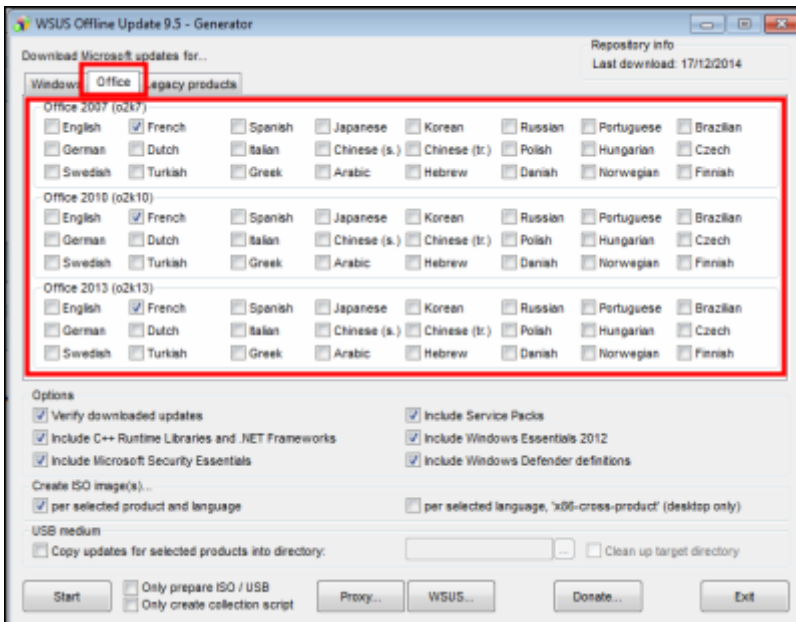 WSUS Offline Update 9.5 - Generator
Download Microsoft updates for...
Repository info
Last download: 17/12/2014
Windows Office Legacy products
Office 2007 (o2k7)
English French Spanish Japanese Korean Russian Portuguese Brazilian
German Dutch Italian Chinese (s.) Chinese (tr.) Polish Hungarian Czech
Swedish Turkish Greek Arabic Hebrew Danish Norwegian Finnish
Office 2010 (o2k10)
English French Spanish Japanese Korean Russian Portuguese Brazilian
German Dutch Italian Chinese (s.) Chinese (tr.) Polish Hungarian Czech
Swedish Turkish Greek Arabic Hebrew Danish Norwegian Finnish
Office 2013 (o2k13)
English French Spanish Japanese Korean Russian Portuguese Brazilian
German Dutch Italian Chinese (s.) Chinese (tr.) Polish Hungarian Czech
Swedish Turkish Greek Arabic Hebrew Danish Norwegian Finnish
Options
Verify downloaded updates Include Service Packs
Include C++ Runtime Libraries and .NET Frameworks Include Windows Essentials 2012
Include Microsoft Security Essentials Include Windows Defender definitions
Create ISO image(s)...
per selected product and language per selected language, 'x86-cross-product' (desktop only)
USB medium
Copy updates for selected products into directory: ... Clean up target directory
Start Only prepare ISO / USB Proxy... WSUS... Donate... Exit
Only create collection script